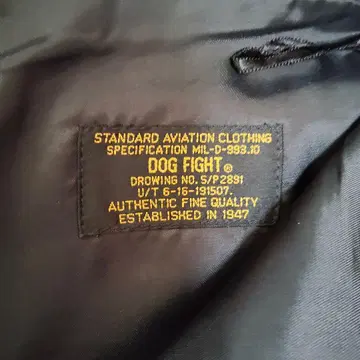 STANDARD AVIATION CLOTHING
SPECIFICATION MIL-D-993.10
DOG FIGHT®
DROWING NO. S/P2891
U/T 6-16-191507.
AUTHENTIC FINE QUALITY
ESTABLISHED IN 1947